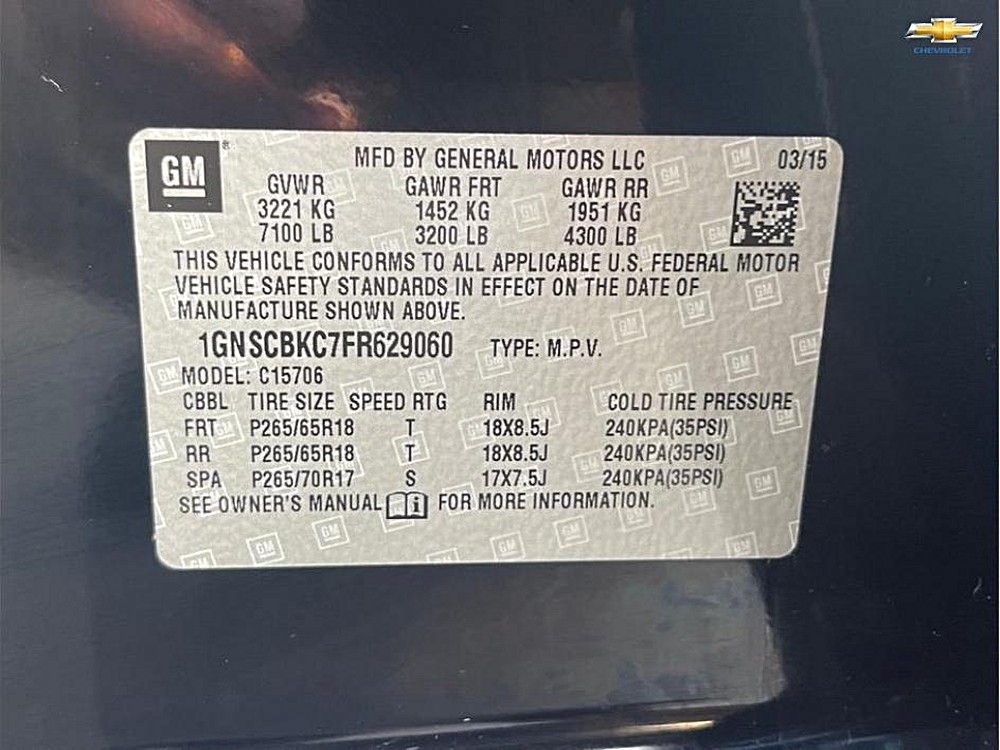 CHEVROLET
GM
MFD BY GENERAL MOTORS LLC 03/15
GVWR GAWR FRT GAWR RR
3221 KG 1452 KG 1951 KG
7100 LB 3200 LB 4300 LB
THIS VEHICLE CONFORMS TO ALL APPLICABLE U.S. FEDERAL MOTOR
VEHICLE SAFETY STANDARDS IN EFFECT ON THE DATE OF
MANUFACTURE SHOWN ABOVE.
1GNSCBKC7FR629060 TYPE: M.P.V.
MODEL: C15706
CBBL TIRE SIZE SPEED RTG RIM COLD TIRE PRESSURE
FRT P265/65R18 T 18X8.5J 240KPA(35PSI)
RR P265/65R18 T 18X8.5J 240KPA(35PSI)
SPA P265/70R17 S 17X7.5J 240KPA(35PSI)
SEE OWNER'S MANUAL i FOR MORE INFORMATION.